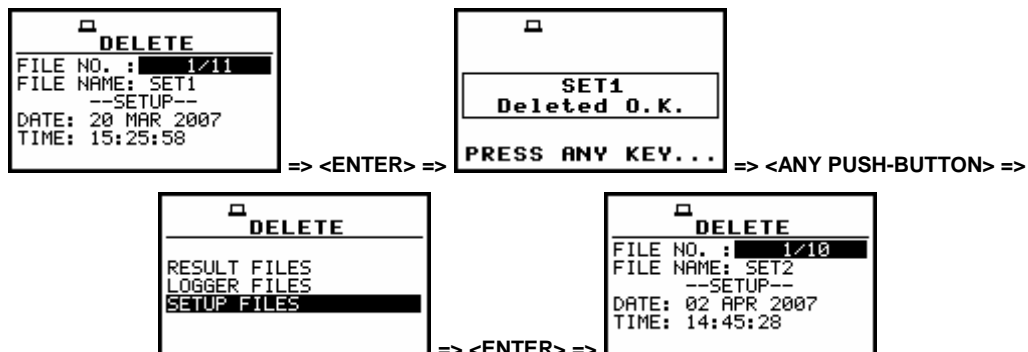 DELETE
FILE NO. : 1/11
FILE NAME: SET1
--SETUP--
DATE: 20 MAR 2007
TIME: 15:25:58
=> <ENTER> =>
SET1
Deleted O.K.
PRESS ANY KEY...
=> <ANY PUSH-BUTTON> =>
DELETE
RESULT FILES
LOGGER FILES
SETUP FILES
=> <ENTER> =>
DELETE
FILE NO. : 1/10
FILE NAME: SET2
--SETUP--
DATE: 02 APR 2007
TIME: 14:45:28